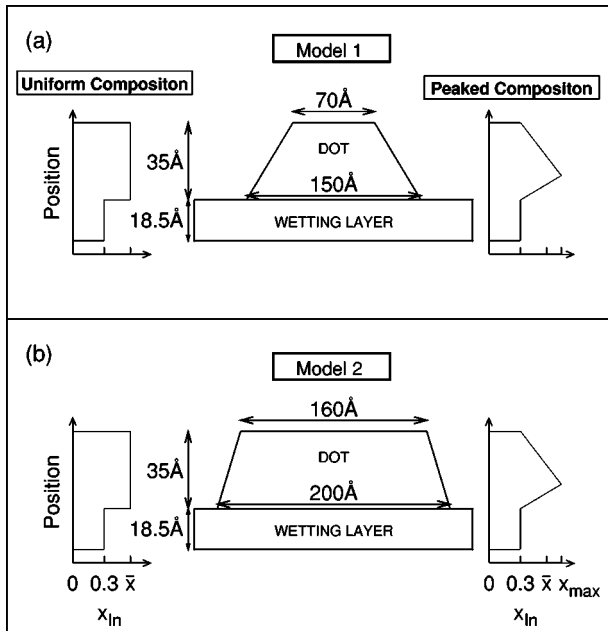 (a)
Model 1
Uniform Compositon
Peaked Compositon
70Å
35Å
DOT
Position
150Å
18.5Å
WETTING LAYER
(b)
Model 2
160Å
35Å
DOT
Position
200Å
18.5Å
WETTING LAYER
0 0.3 x̄
0 0.3 x̄ xmax
xIn
xIn